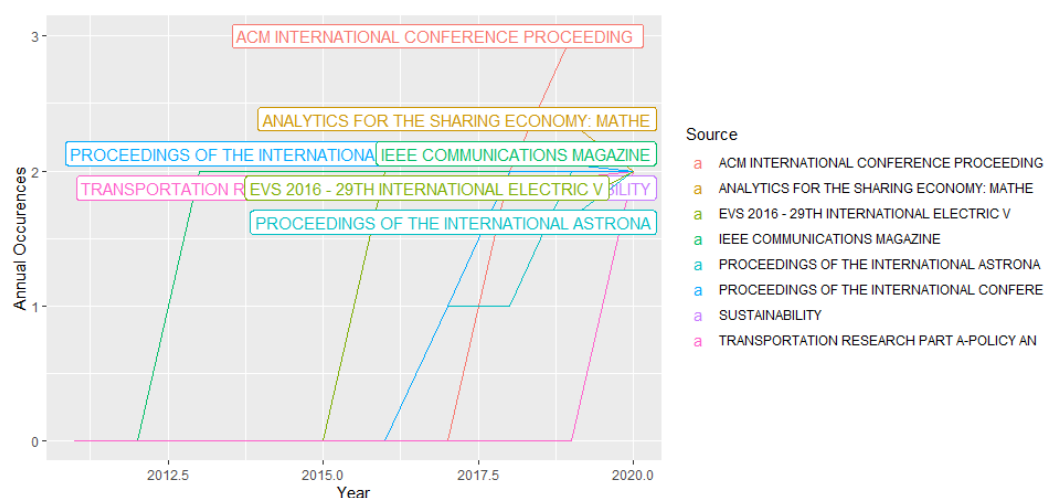 3
2
1
0
Annual Occurences
2012.5
2015.0
2017.5
2020.0
Year
ACM INTERNATIONAL CONFERENCE PROCEEDING
ANALYTICS FOR THE SHARING ECONOMY: MATHE
PROCEEDINGS OF THE INTERNATIONA
IEEE COMMUNICATIONS MAGAZINE
TRANSPORTATION R
EVS 2016 - 29TH INTERNATIONAL ELECTRIC V
BILITY
PROCEEDINGS OF THE INTERNATIONAL ASTRONA
Source
a ACM INTERNATIONAL CONFERENCE PROCEEDING
a ANALYTICS FOR THE SHARING ECONOMY: MATHE
a EVS 2016 - 29TH INTERNATIONAL ELECTRIC V
a IEEE COMMUNICATIONS MAGAZINE
a PROCEEDINGS OF THE INTERNATIONAL ASTRONA
a PROCEEDINGS OF THE INTERNATIONAL CONFERE
a SUSTAINABILITY
a TRANSPORTATION RESEARCH PART A-POLICY AN